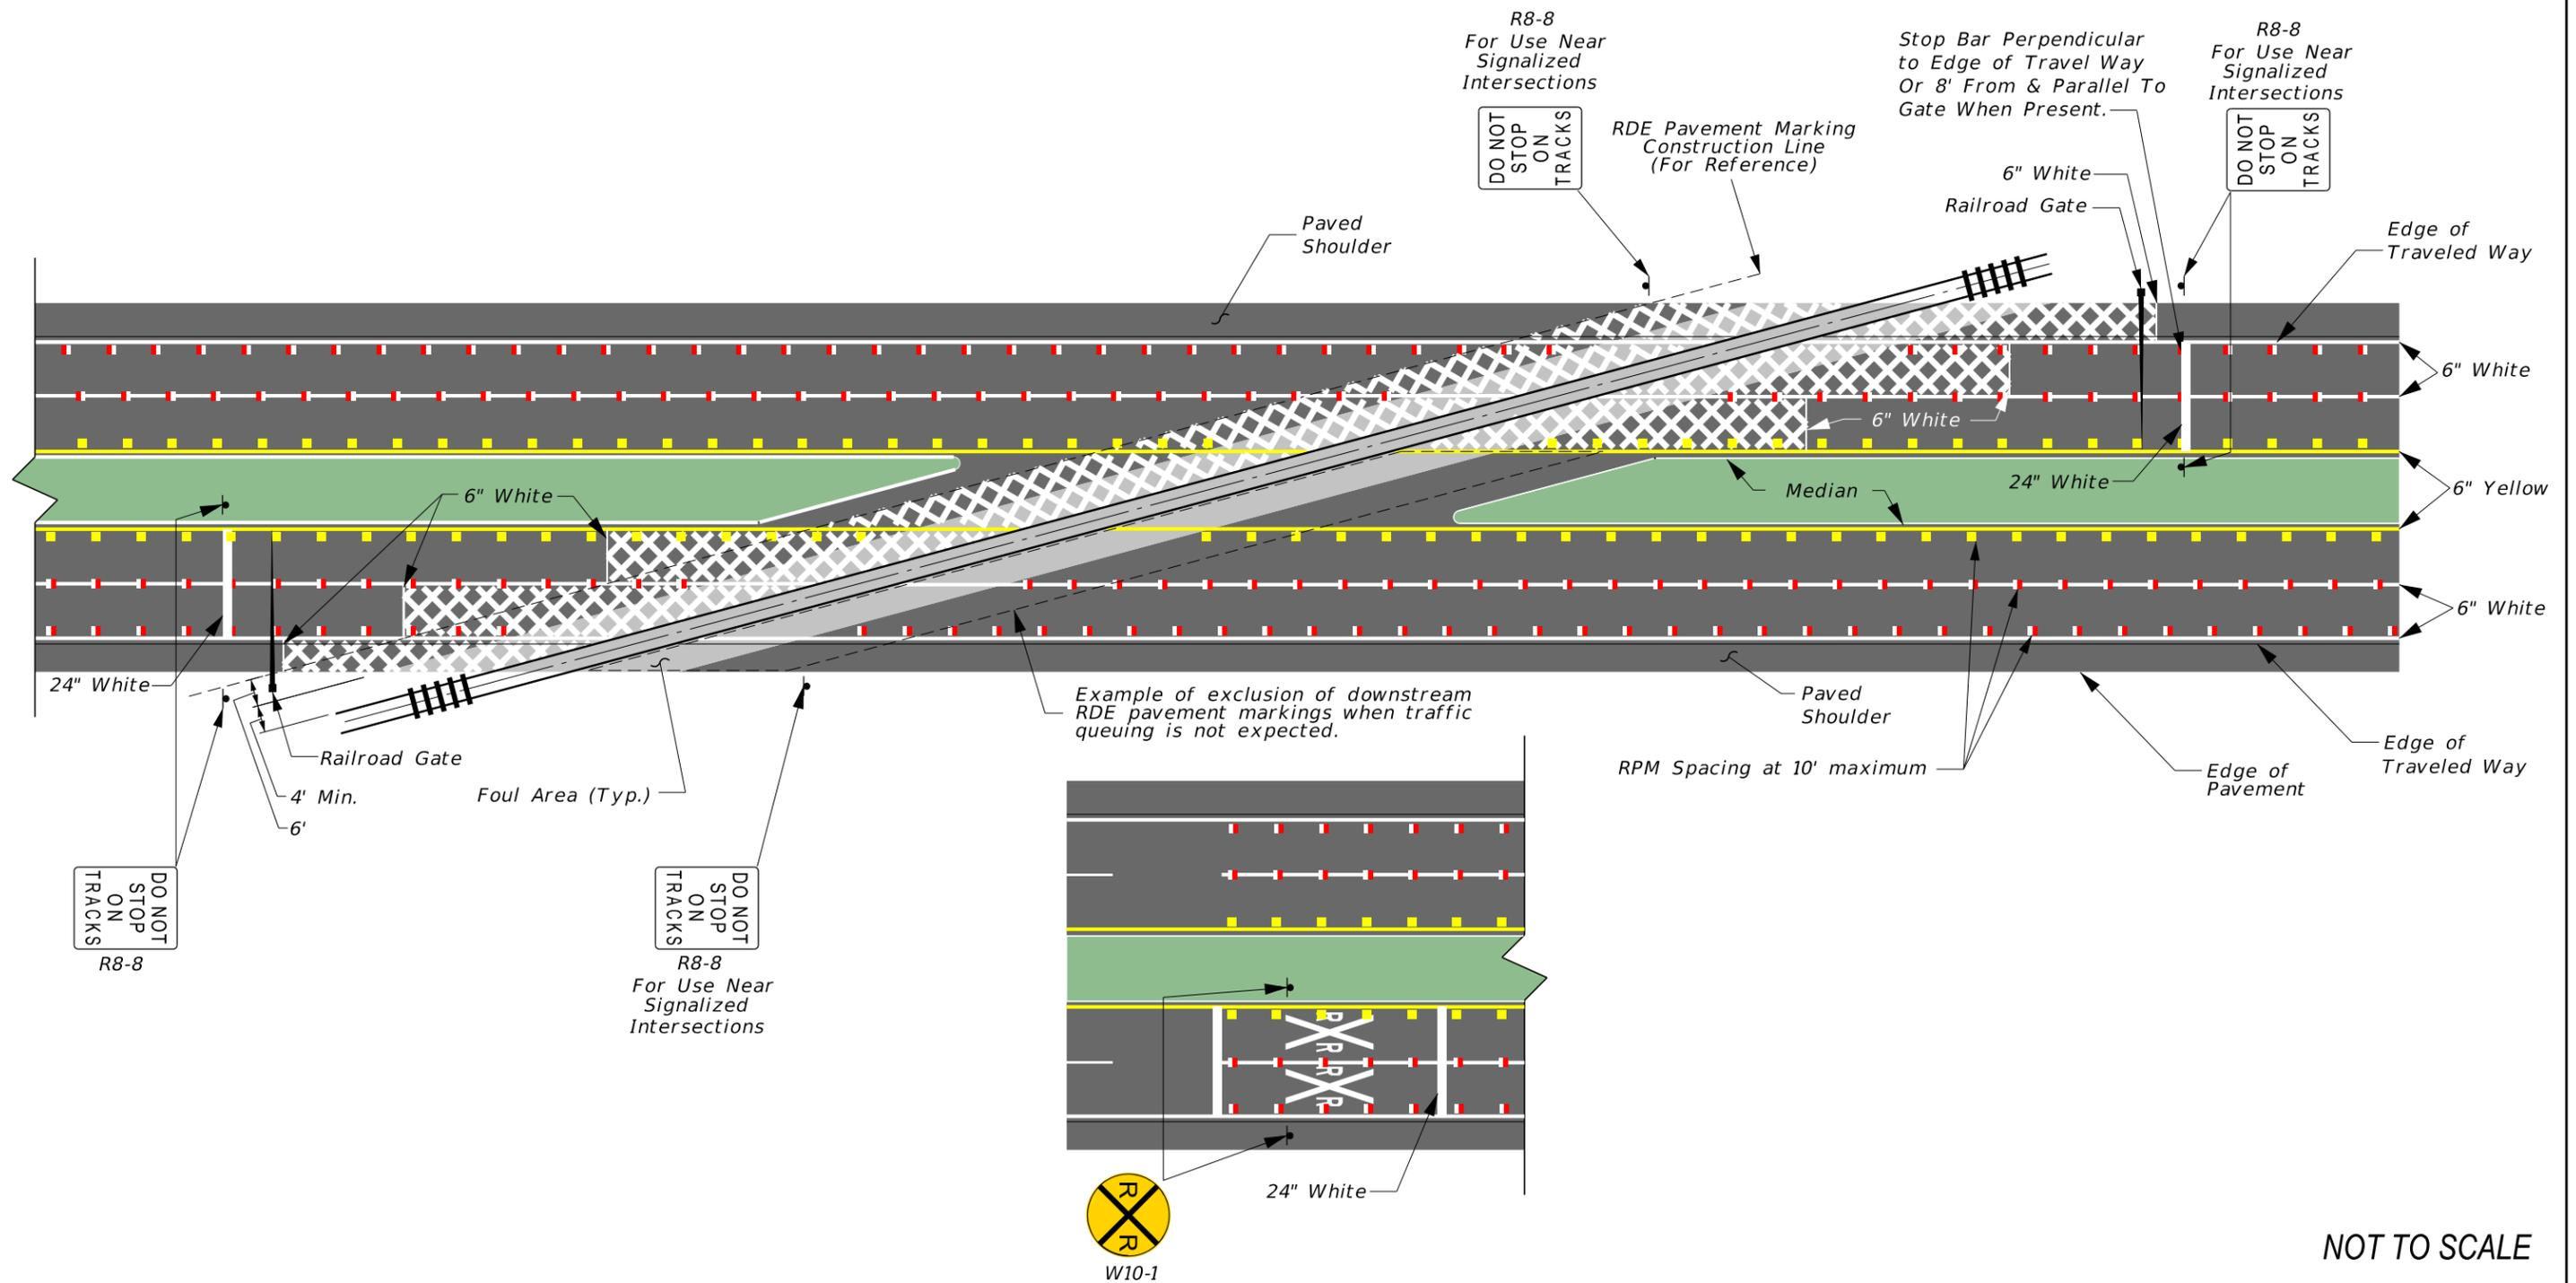 R8-8
For Use Near
Signalized
Intersections
DO NOT
STOP
ON
TRACKS
RDE Pavement Marking
Construction Line
(For Reference)
Stop Bar Perpendicular
to Edge of Travel Way
Or 8' From & Parallel To
Gate When Present.
R8-8
For Use Near
Signalized
Intersections
DO NOT
STOP
ON
TRACKS
6" White
Railroad Gate
Paved
Shoulder
Edge of
Traveled Way
6" White
6" White
24" White
Median
6" Yellow
6" White
6" White
24" White
Railroad Gate
4' Min.
6'
Foul Area (Typ.)
Example of exclusion of downstream
RDE pavement markings when traffic
queuing is not expected.
Paved
Shoulder
RPM Spacing at 10' maximum
Edge of
Pavement
Edge of
Traveled Way
DO NOT
STOP
ON
TRACKS
R8-8
DO NOT
STOP
ON
TRACKS
R8-8
For Use Near
Signalized
Intersections
R R
R R
24" White
R R
W10-1
NOT TO SCALE